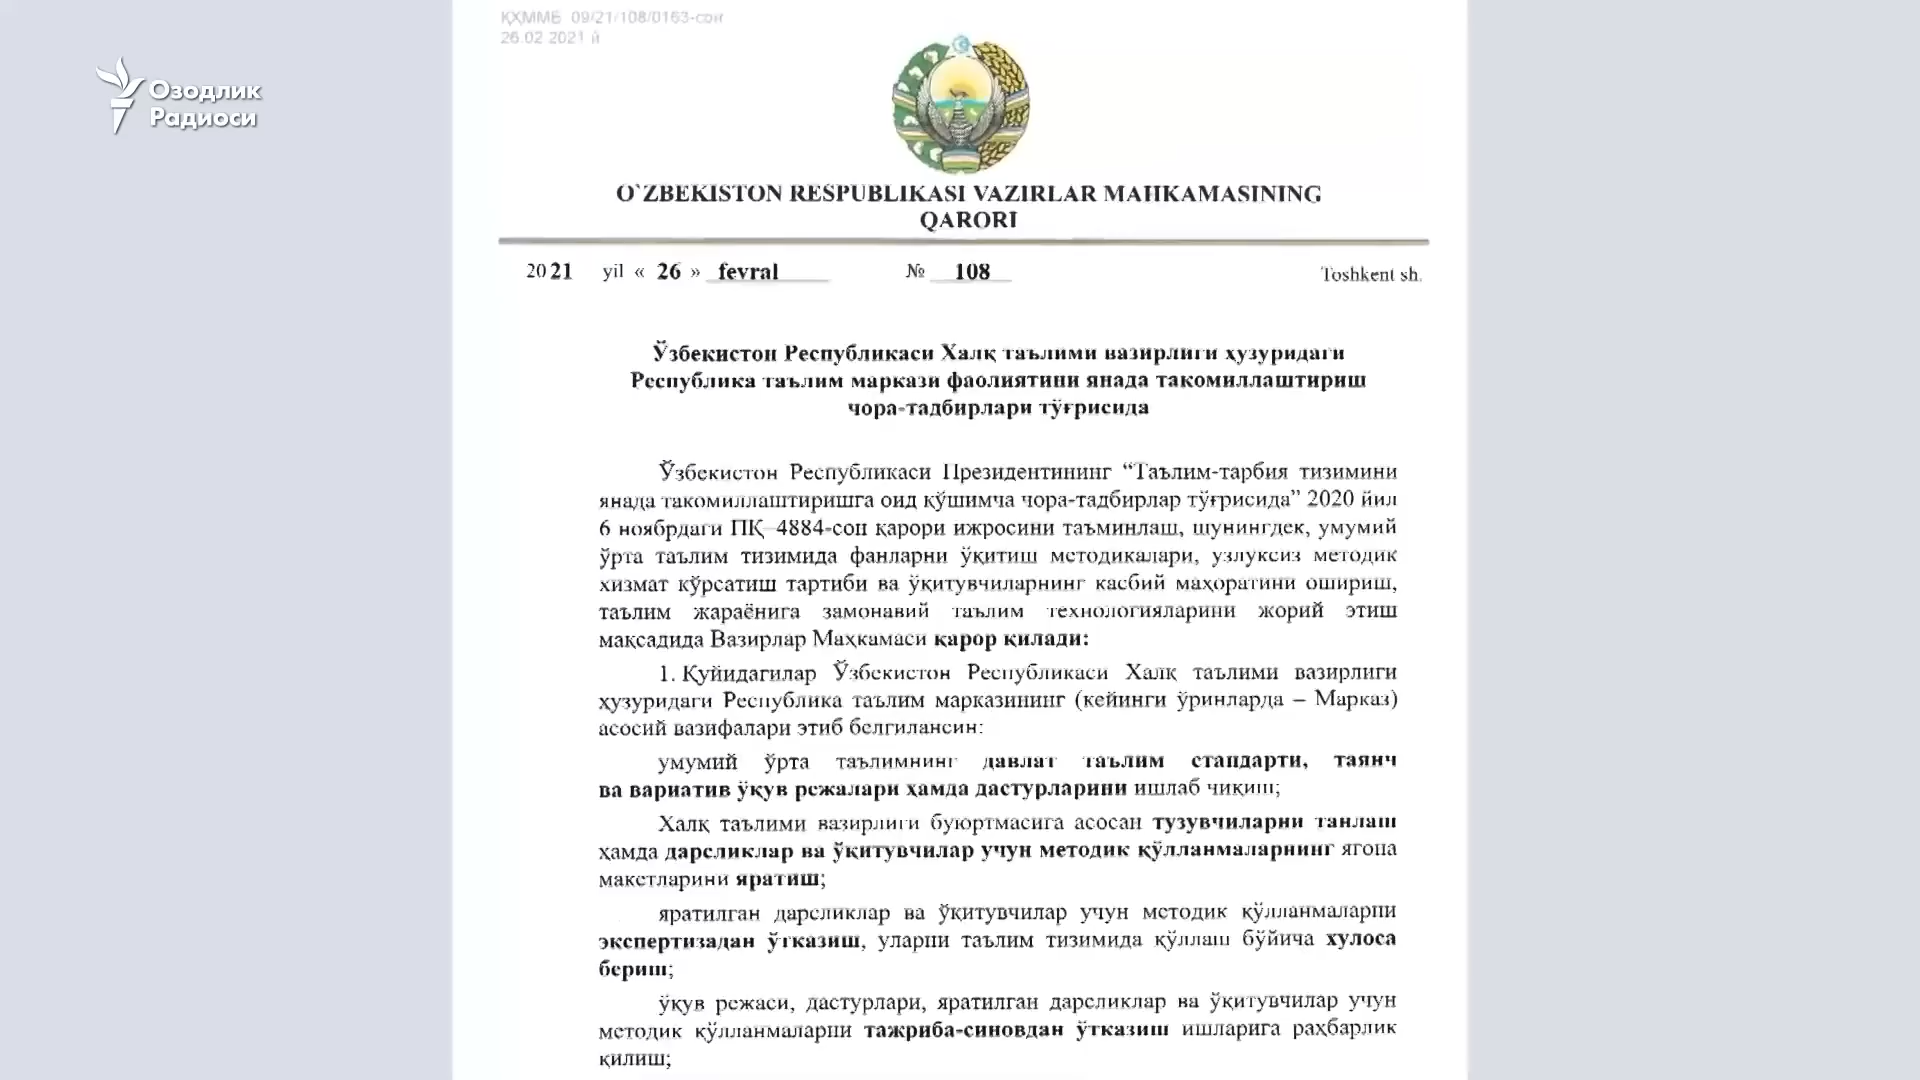 ҚҲММБ 09/21/108/0163-сон
26.02.2021 й
Озодлик
Радиоси
O`ZBEKISTON RESPUBLIKASI VAZIRLAR MAHKAMASINING
QARORI
2021 yil « 26 » fevral № 108 Toshkent sh.
Ўзбекистон Республикаси Халқ таълими вазирлиги ҳузуридаги
Республика таълим маркази фаолиятини янада такомиллаштириш
чора-тадбирлари тўғрисида
Ўзбекистон Республикаси Президентининг “Таълим-тарбия тизимини
янада такомиллаштиришга оид қўшимча чора-тадбирлар тўғрисида” 2020 йил
6 ноябрдаги ПҚ–4884-сон қарори ижросини таъминлаш, шунингдек, умумий
ўрта таълим тизимида фанларни ўқитиш методикалари, узлуксиз методик
хизмат кўрсатиш тартиби ва ўқитувчиларнинг касбий маҳоратини ошириш,
таълим жараёнига замонавий таълим технологияларини жорий этиш
мақсадида Вазирлар Маҳкамаси қарор қилади:
1. Қуйидагилар Ўзбекистон Республикаси Халқ таълими вазирлиги
ҳузуридаги Республика таълим марказининг (кейинги ўринларда – Марказ)
асосий вазифалари этиб белгилансин:
умумий ўрта таълимнинг давлат таълим стандарти, таянч
ва вариатив ўқув режалари ҳамда дастурларини ишлаб чиқиш;
Халқ таълими вазирлиги буюртмасига асосан тузувчиларни танлаш
ҳамда дарсликлар ва ўқитувчилар учун методик қўлланмаларнинг ягона
макетларини яратиш;
яратилган дарсликлар ва ўқитувчилар учун методик қўлланмаларни
экспертизадан ўтказиш, уларни таълим тизимида қўллаш бўйича хулоса
бериш;
ўқув режаси, дастурлари, яратилган дарсликлар ва ўқитувчилар учун
методик қўлланмаларни тажриба-синовдан ўтказиш ишларига раҳбарлик
қилиш;